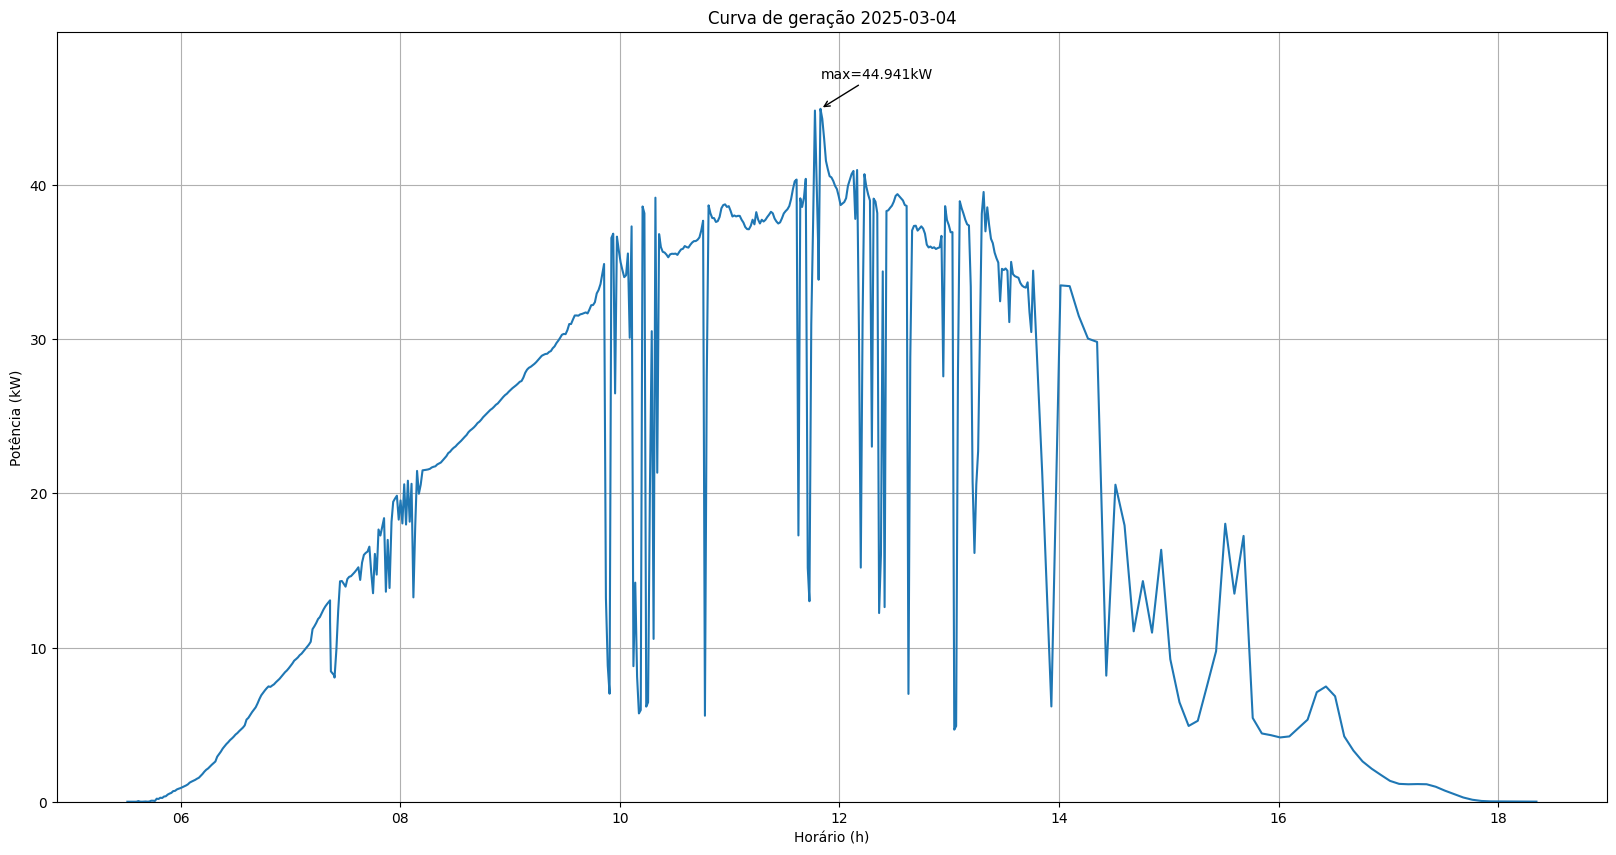 Curva de geração 2025-03-04
max=44.941kW
Potência (kW)
40
30
20
10
0
06 08 10 12 14 16 18
Horário (h)